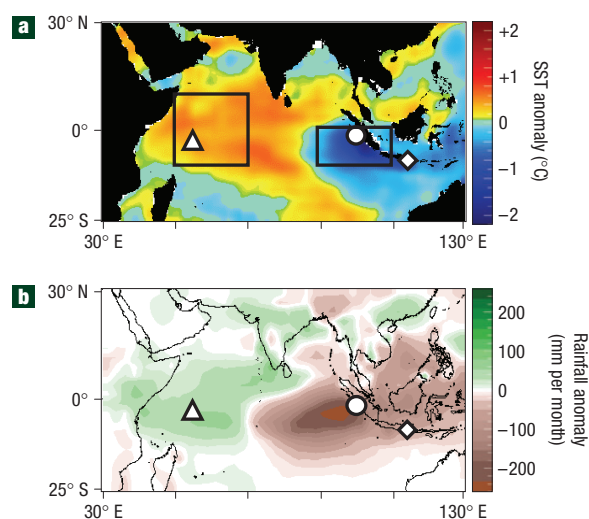 a
30° N
0°
25° S
30° E
130° E
+2
+1
0
−1
−2
SST anomaly (°C)
b
30° N
0°
25° S
30° E
130° E
200
100
0
−100
−200
Rainfall anomaly
(mm per month)